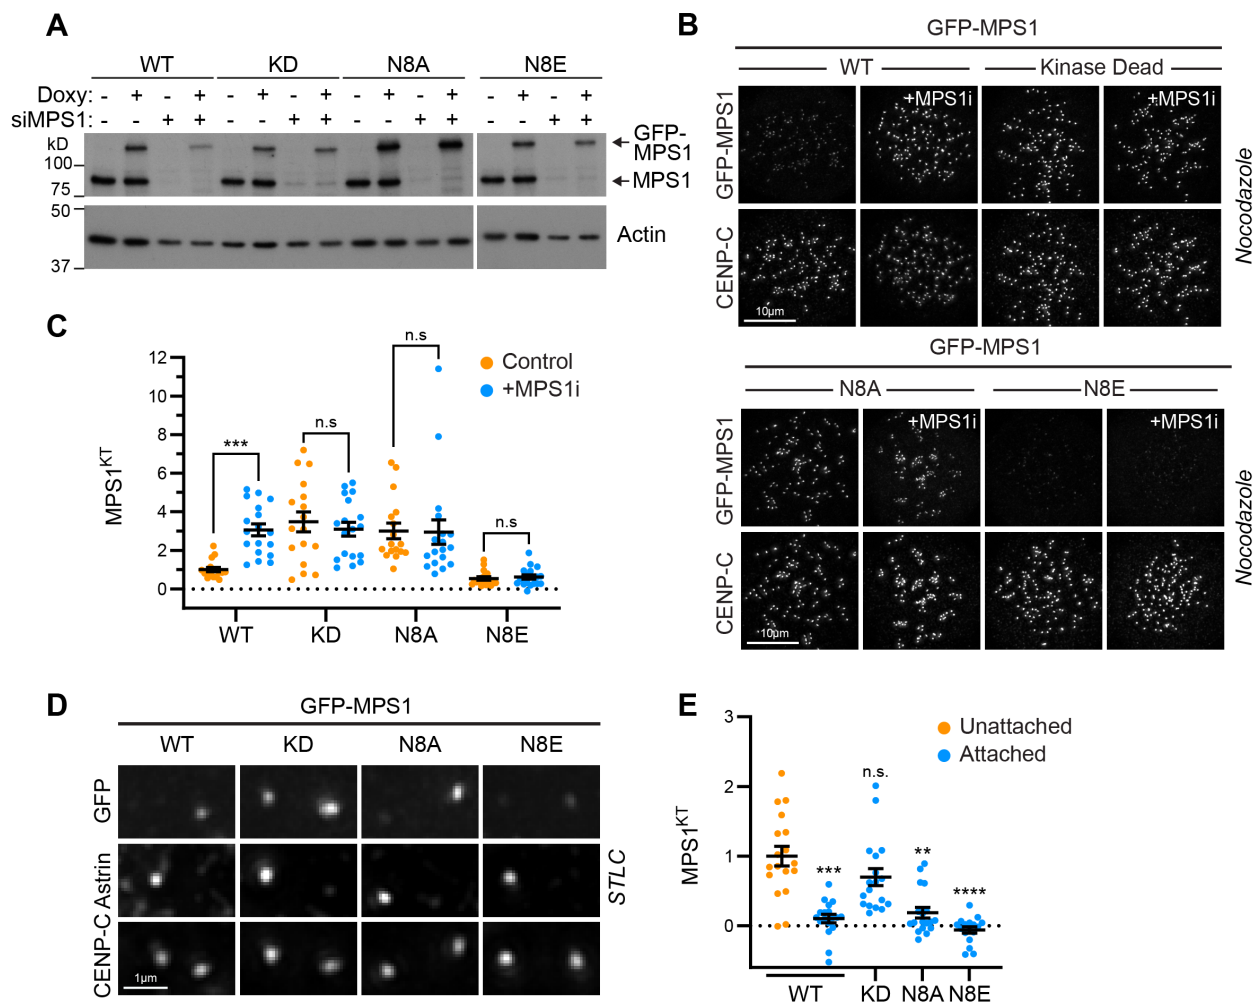 A
WT KD N8A N8E
Doxy: - + - + - + - + - + - + - + - +
siMPS1: - - + + - - + + - - + + - - + +
kD
100
75
GFP-
MPS1
MPS1
50
37
Actin
B
GFP-MPS1
WT Kinase Dead
GFP-MPS1
+MPS1i +MPS1i
CENP-C
10µm
Nocodazole
GFP-MPS1
N8A N8E
GFP-MPS1
+MPS1i +MPS1i
CENP-C
10µm
Nocodazole
C
MPS1KT
12
10
8
6
4
2
0
*** n.s n.s n.s
Control
+MPS1i
WT KD N8A N8E
D
GFP-MPS1
WT KD N8A N8E
GFP
Astrin
CENP-C
1µm
STLC
E
MPS1KT
3
2
1
0
Unattached
Attached
*** n.s. ** ****
WT KD N8A N8E